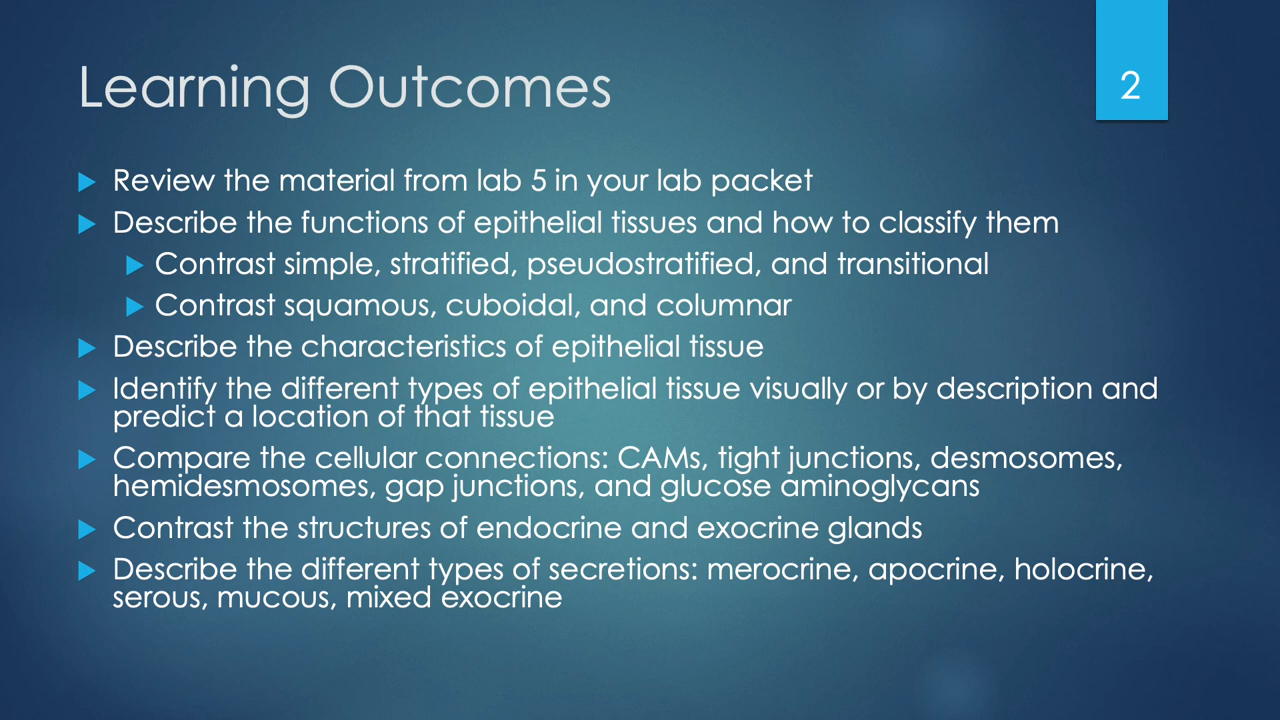 Learning Outcomes
2
Review the material from lab 5 in your lab packet
Describe the functions of epithelial tissues and how to classify them
Contrast simple, stratified, pseudostratified, and transitional
Contrast squamous, cuboidal, and columnar
Describe the characteristics of epithelial tissue
Identify the different types of epithelial tissue visually or by description and
predict a location of that tissue
Compare the cellular connections: CAMs, tight junctions, desmosomes,
hemidesmosomes, gap junctions, and glucose aminoglycans
Contrast the structures of endocrine and exocrine glands
Describe the different types of secretions: merocrine, apocrine, holocrine,
serous, mucous, mixed exocrine